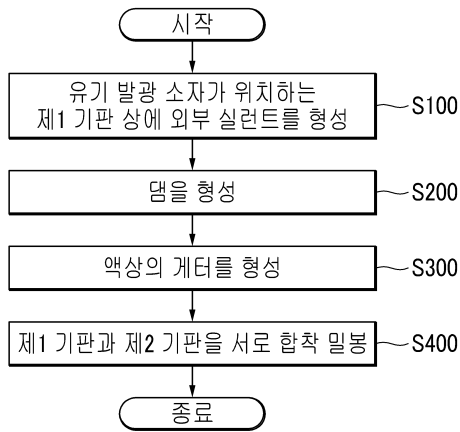 시작
유기 발광 소자가 위치하는
제1 기판 상에 외부 실런트를 형성
S100
댐을 형성
S200
액상의 게터를 형성
S300
제1 기판과 제2 기판을 서로 합착 밀봉
S400
종료